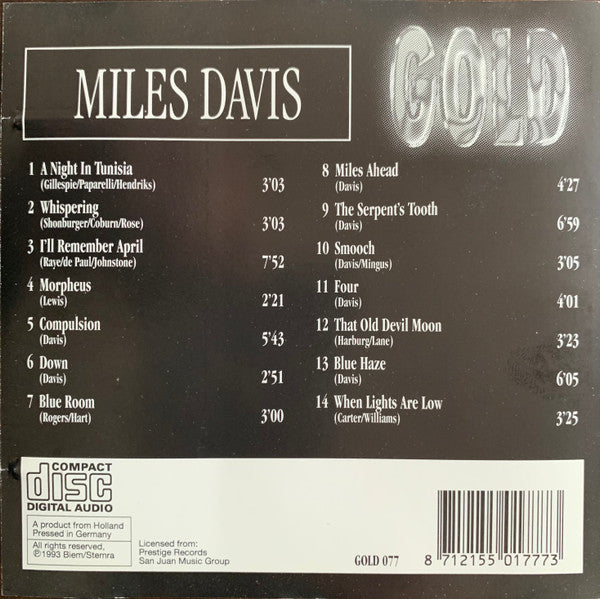 MILES DAVIS
GOLD
1 A Night In Tunisia
(Gillespie/Paparelli/Hendriks) 3'03
2 Whispering
(Shonburger/Coburn/Rose) 3'03
3 I'll Remember April
(Raye/de Paul/Johnstone) 7'52
4 Morpheus
(Lewis) 2'21
5 Compulsion
(Davis) 5'43
6 Down
(Davis) 2'51
7 Blue Room
(Rogers/Hart) 3'00
8 Miles Ahead
(Davis) 4'27
9 The Serpent's Tooth
(Davis) 6'59
10 Smooch
(Davis/Mingus) 3'05
11 Four
(Davis) 4'01
12 That Old Devil Moon
(Harburg/Lane) 3'23
13 Blue Haze
(Davis) 6'05
14 When Lights Are Low
(Carter/Williams) 3'25
COMPACT
disc
DIGITAL AUDIO
A product from Holland
Pressed in Germany
All rights reserved,
℗1993 Biem/Stemra
Licensed from:
Prestige Records
San Juan Music Group
GOLD 077
8 712155 017773